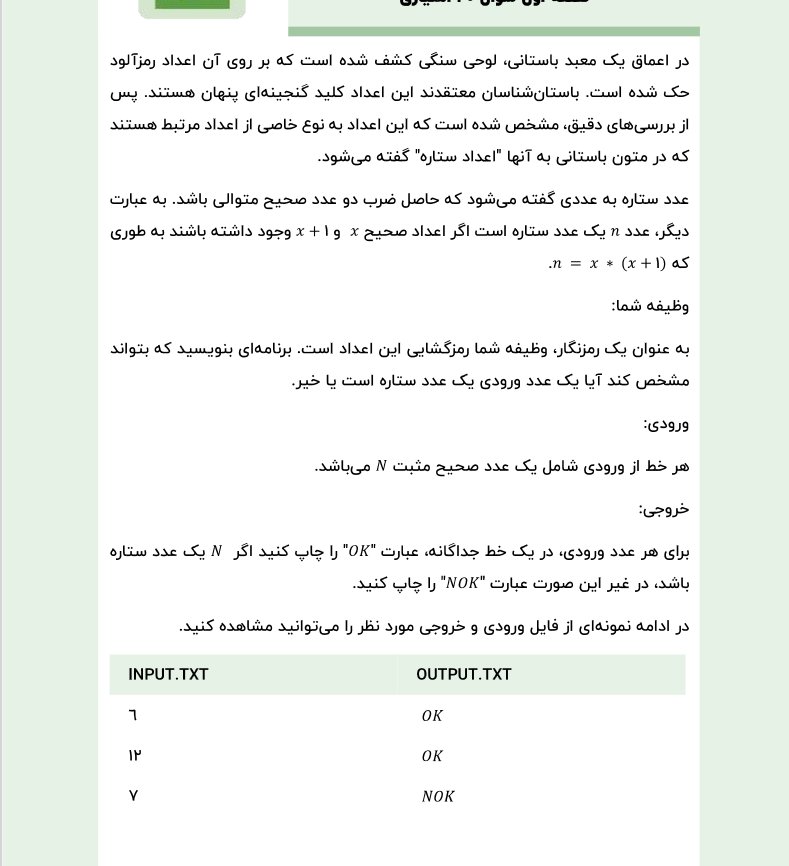 در اعماق یک معبد باستانی، لوحی سنگی کشف شده است که بر روی آن اعداد رمزآلود
حک شده است. باستان‌شناسان معتقدند این اعداد کلید گنجینه‌ای پنهان هستند. پس
از بررسی‌های دقیق، مشخص شده است که این اعداد به نوع خاصی از اعداد مرتبط هستند
که در متون باستانی به آنها "اعداد ستاره" گفته می‌شود.
عدد ستاره به عددی گفته می‌شود که حاصل ضرب دو عدد صحیح متوالی باشد. به عبارت
دیگر، عدد n یک عدد ستاره است اگر اعداد صحیح x و x + ۱ وجود داشته باشند به طوری
که n = x * (x + ۱).
وظیفه شما:
به عنوان یک رمزنگار، وظیفه شما رمزگشایی این اعداد است. برنامه‌ای بنویسید که بتواند
مشخص کند آیا یک عدد ورودی یک عدد ستاره است یا خیر.
ورودی:
هر خط از ورودی شامل یک عدد صحیح مثبت N می‌باشد.
خروجی:
برای هر عدد ورودی، در یک خط جداگانه، عبارت "OK" را چاپ کنید اگر N یک عدد ستاره
باشد، در غیر این صورت عبارت "NOK" را چاپ کنید.
در ادامه نمونه‌ای از فایل ورودی و خروجی مورد نظر را می‌توانید مشاهده کنید.
INPUT.TXT OUTPUT.TXT
٦ OK
۱۲ OK
۷ NOK